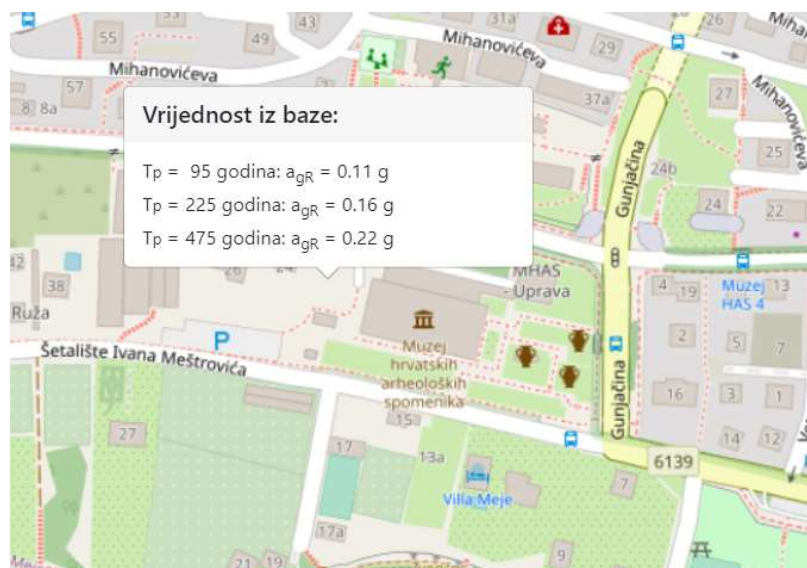 53
43
31a
26
55
49
Mihanovićeva
29
Mihanovićeva
57
8
8a
37a
27
Mihanovićeva
25
Vrijednost iz baze:
Tp = 95 godina: agR = 0.11 g
Tp = 225 godina: agR = 0.16 g
Tp = 475 godina: agR = 0.22 g
24b
Gunjačina
24
22
42
38
26
24
MHAS
- Uprava
4
19
Muzej
HAS 4
13
Ruža
P
Muzej
hrvatskih
arheoloških
spomenika
2
5
7
Šetalište Ivana Meštrovića
16
3
1
Gunjačina
15
27
17
13a
14
12
6139
Villa Meje
7
17a
9
21
19